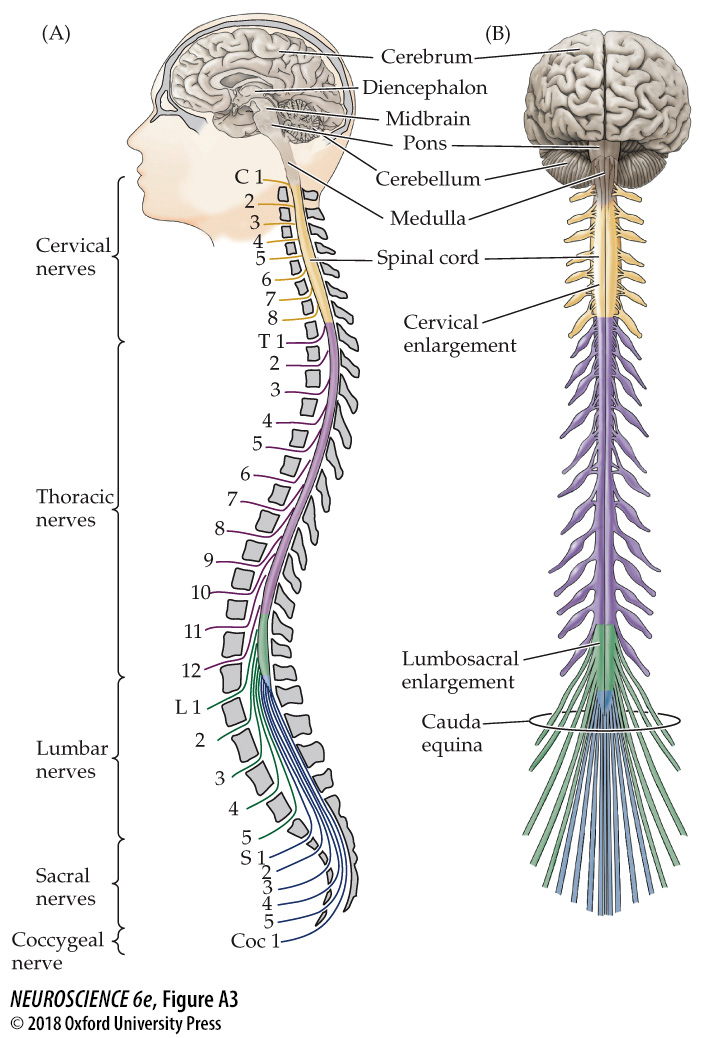 (A)
(B)
Cerebrum
Diencephalon
Midbrain
Pons
Cerebellum
Medulla
Spinal cord
Cervical
enlargement
Lumbosacral
enlargement
Cauda
equina
Cervical
nerves
C 1
2
3
4
5
6
7
8
Thoracic
nerves
T 1
2
3
4
5
6
7
8
9
10
11
12
Lumbar
nerves
L 1
2
3
4
5
Sacral
nerves
S 1
2
3
4
5
Coccygeal
nerve
Coc 1
NEUROSCIENCE 6e, Figure A3
© 2018 Oxford University Press